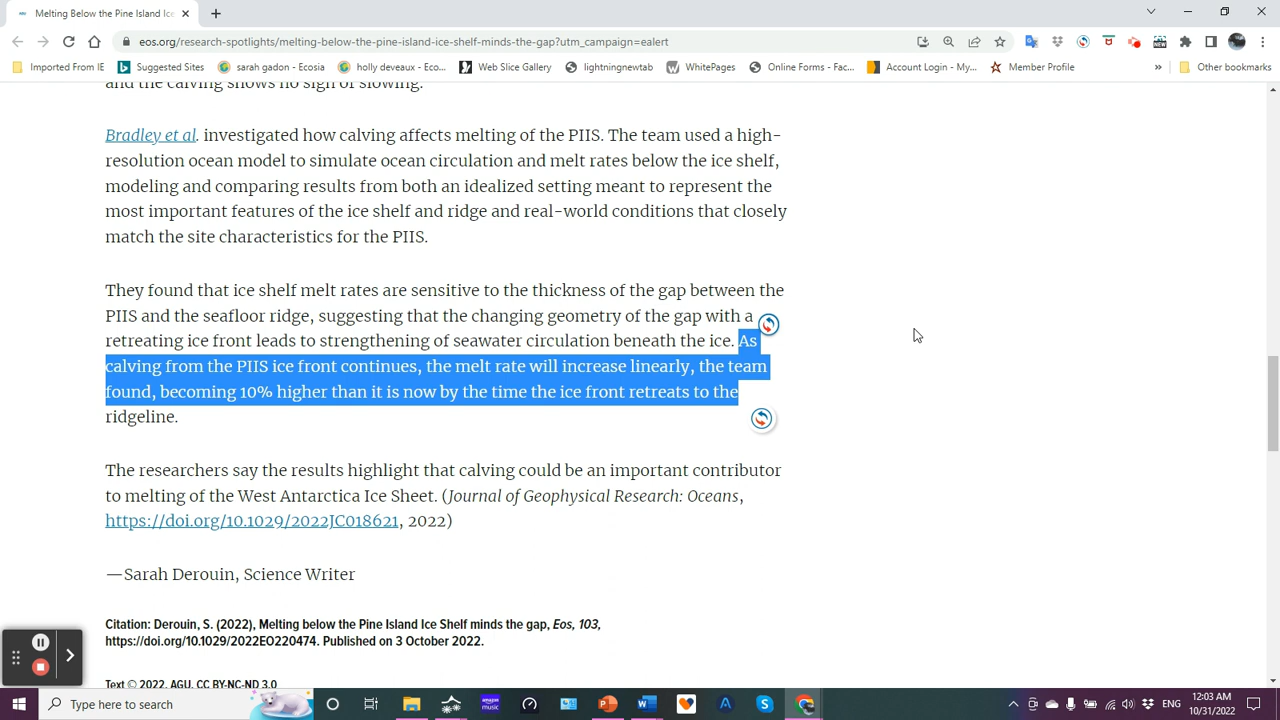 Melting Below the Pine Island Ice
eos.org/research-spotlights/melting-below-the-pine-island-ice-shelf-minds-the-gap?utm_campaign=ealert
Imported From IE
Suggested Sites
sarah gadon - Ecosia
holly deveaux - Eco...
Web Slice Gallery
lightningnewtab
WhitePages
Online Forms - Fac...
Account Login - My...
Member Profile
»
Other bookmarks
and the calving shows no sign of slowing.
Bradley et al. investigated how calving affects melting of the PIIS. The team used a high-
resolution ocean model to simulate ocean circulation and melt rates below the ice shelf,
modeling and comparing results from both an idealized setting meant to represent the
most important features of the ice shelf and ridge and real-world conditions that closely
match the site characteristics for the PIIS.
They found that ice shelf melt rates are sensitive to the thickness of the gap between the
PIIS and the seafloor ridge, suggesting that the changing geometry of the gap with a
retreating ice front leads to strengthening of seawater circulation beneath the ice. As
calving from the PIIS ice front continues, the melt rate will increase linearly, the team
found, becoming 10% higher than it is now by the time the ice front retreats to the
ridgeline.
The researchers say the results highlight that calving could be an important contributor
to melting of the West Antarctica Ice Sheet. (Journal of Geophysical Research: Oceans,
https://doi.org/10.1029/2022JC018621, 2022)
—Sarah Derouin, Science Writer
Citation: Derouin, S. (2022), Melting below the Pine Island Ice Shelf minds the gap, Eos, 103,
https://doi.org/10.1029/2022EO220474. Published on 3 October 2022.
Text © 2022. AGU. CC BY-NC-ND 3.0
Type here to search
ENG
12:03 AM
10/31/2022